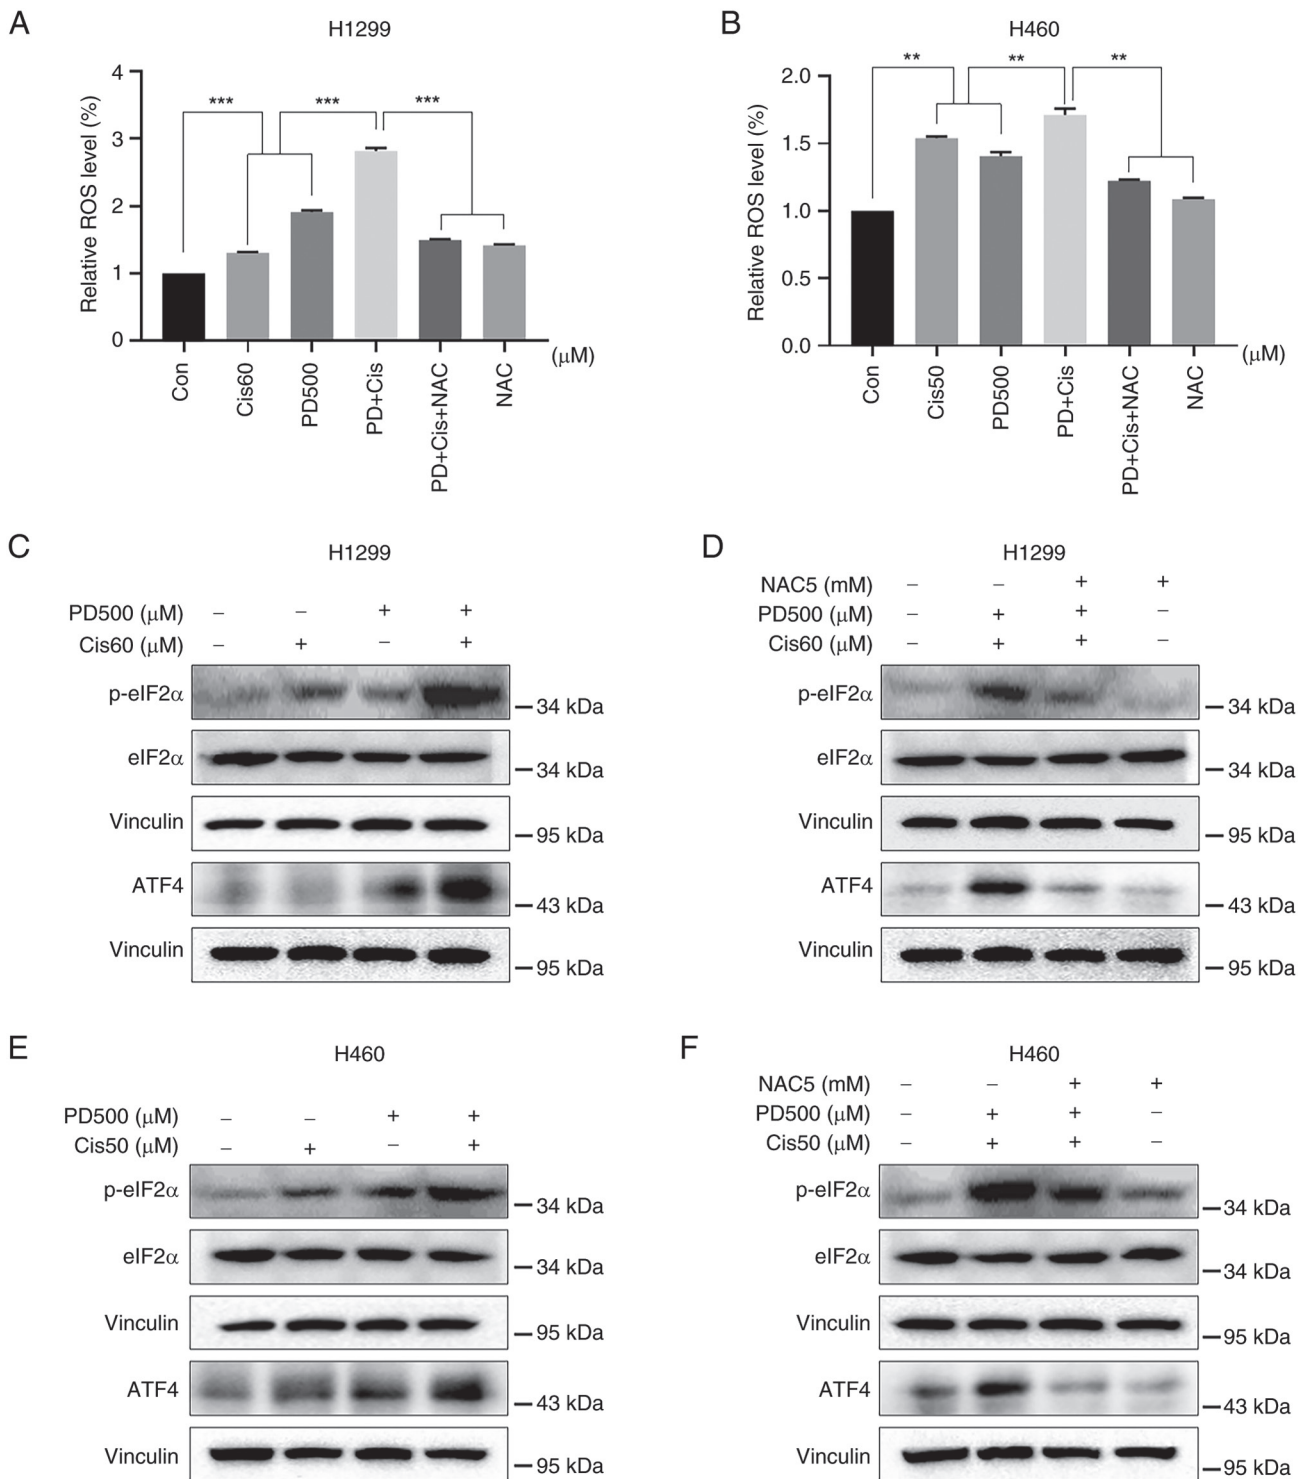 A
H1299
Relative ROS level (%)
4
3
2
1
0
***
***
***
Con
Cis60
PD500
PD+Cis
PD+Cis+NAC
NAC
(μM)
B
H460
Relative ROS level (%)
2.0
1.5
1.0
0.5
0.0
**
**
**
Con
Cis50
PD500
PD+Cis
PD+Cis+NAC
NAC
(μM)
C
H1299
PD500 (μM) – – + +
Cis60 (μM) – + – +
p-eIF2α 34 kDa
eIF2α 34 kDa
Vinculin 95 kDa
ATF4 43 kDa
Vinculin 95 kDa
D
H1299
NAC5 (mM) – – + +
PD500 (μM) – + + –
Cis60 (μM) – + + –
p-eIF2α 34 kDa
eIF2α 34 kDa
Vinculin 95 kDa
ATF4 43 kDa
Vinculin 95 kDa
E
H460
PD500 (μM) – – + +
Cis50 (μM) – + – +
p-eIF2α 34 kDa
eIF2α 34 kDa
Vinculin 95 kDa
ATF4 43 kDa
Vinculin 95 kDa
F
H460
NAC5 (mM) – – + +
PD500 (μM) – + + –
Cis50 (μM) – + + –
p-eIF2α 34 kDa
eIF2α 34 kDa
Vinculin 95 kDa
ATF4 43 kDa
Vinculin 95 kDa